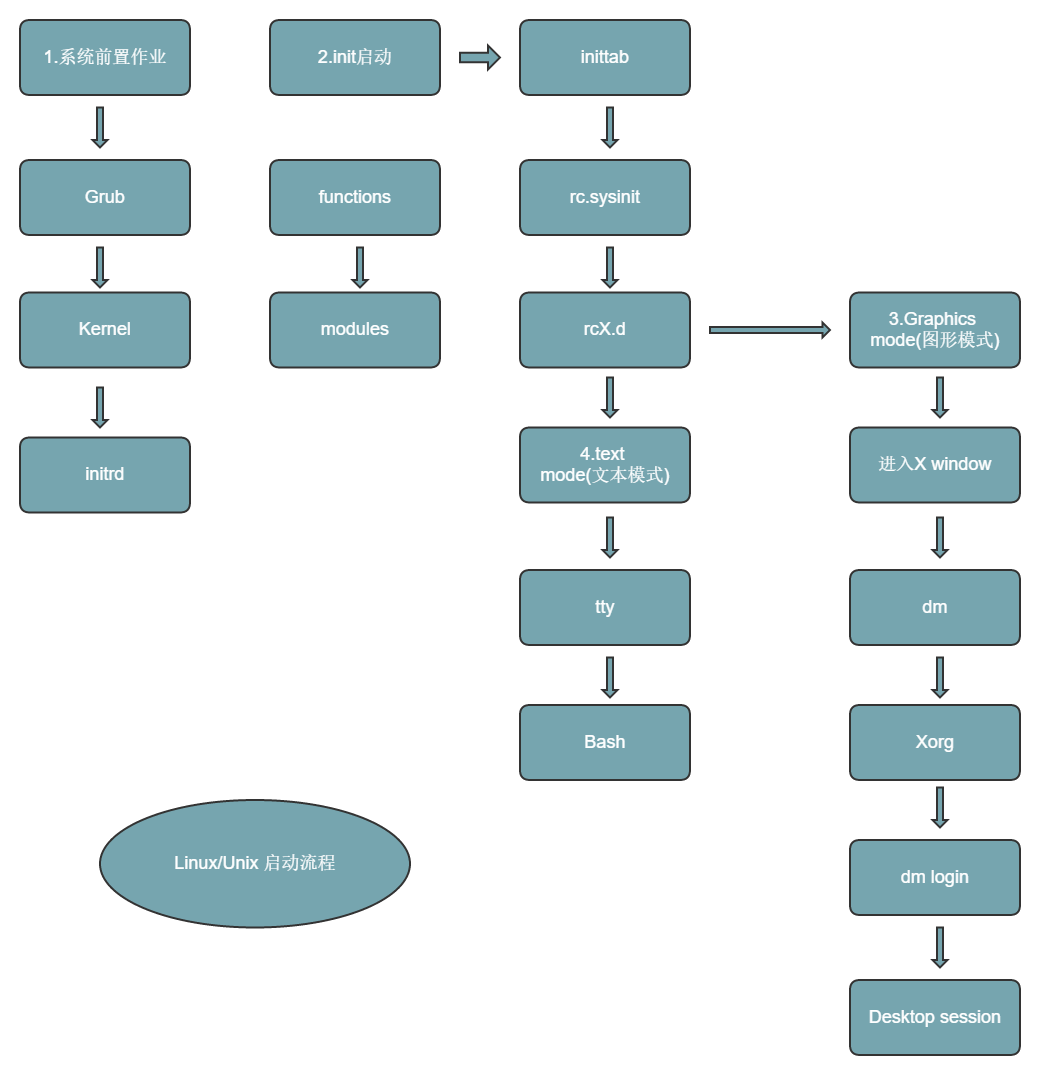 1.系统前置作业
2.init启动
inittab
Grub
functions
rc.sysinit
Kernel
modules
rcX.d
3.Graphics
mode(图形模式)
initrd
4.text
mode(文本模式)
进入X window
tty
dm
Bash
Xorg
Linux/Unix 启动流程
dm login
Desktop session